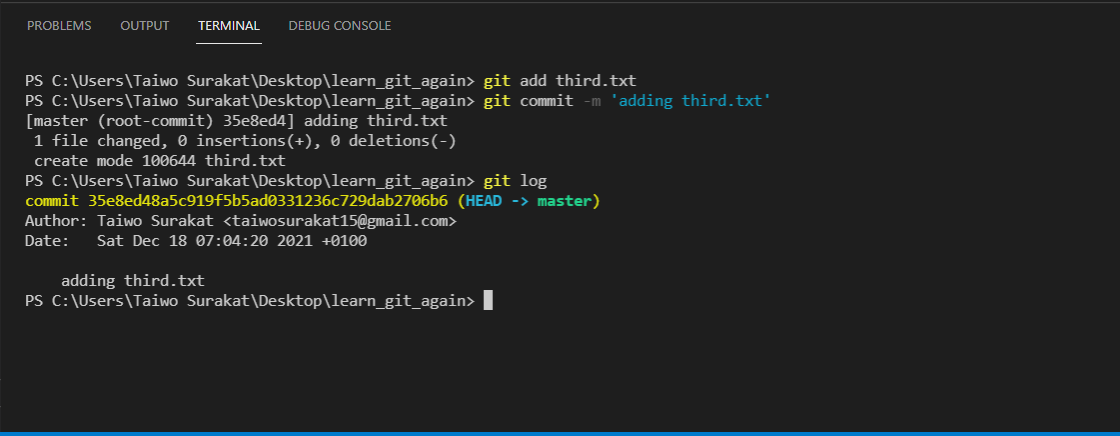 PROBLEMS OUTPUT TERMINAL DEBUG CONSOLE
PS C:\Users\Taiwo Surakat\Desktop\learn_git_again> git add third.txt
PS C:\Users\Taiwo Surakat\Desktop\learn_git_again> git commit -m 'adding third.txt'
[master (root-commit) 35e8ed4] adding third.txt
 1 file changed, 0 insertions(+), 0 deletions(-)
 create mode 100644 third.txt
PS C:\Users\Taiwo Surakat\Desktop\learn_git_again> git log
commit 35e8ed48a5c919f5b5ad0331236c729dab2706b6 (HEAD -> master)
Author: Taiwo Surakat <taiwosurakat15@gmail.com>
Date:   Sat Dec 18 07:04:20 2021 +0100
    adding third.txt
PS C:\Users\Taiwo Surakat\Desktop\learn_git_again>